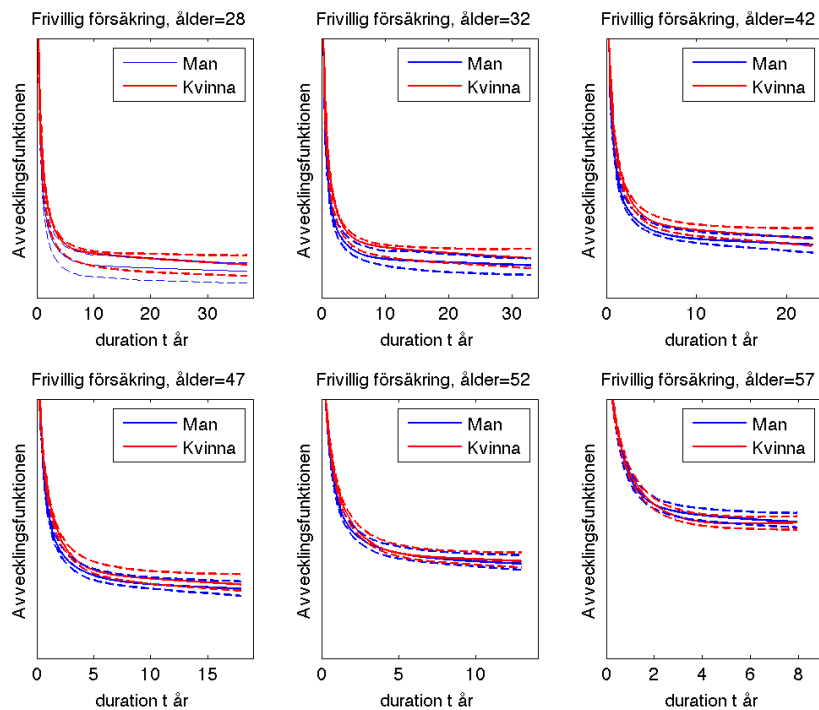 Frivillig försäkring, ålder=28
Man
Kvinna
Avvecklingsfunktionen
0 10 20 30
duration t år
Frivillig försäkring, ålder=32
Man
Kvinna
Avvecklingsfunktionen
0 10 20 30
duration t år
Frivillig försäkring, ålder=42
Man
Kvinna
Avvecklingsfunktionen
0 10 20
duration t år
Frivillig försäkring, ålder=47
Man
Kvinna
Avvecklingsfunktionen
0 5 10 15
duration t år
Frivillig försäkring, ålder=52
Man
Kvinna
Avvecklingsfunktionen
0 5 10
duration t år
Frivillig försäkring, ålder=57
Man
Kvinna
Avvecklingsfunktionen
0 2 4 6 8
duration t år